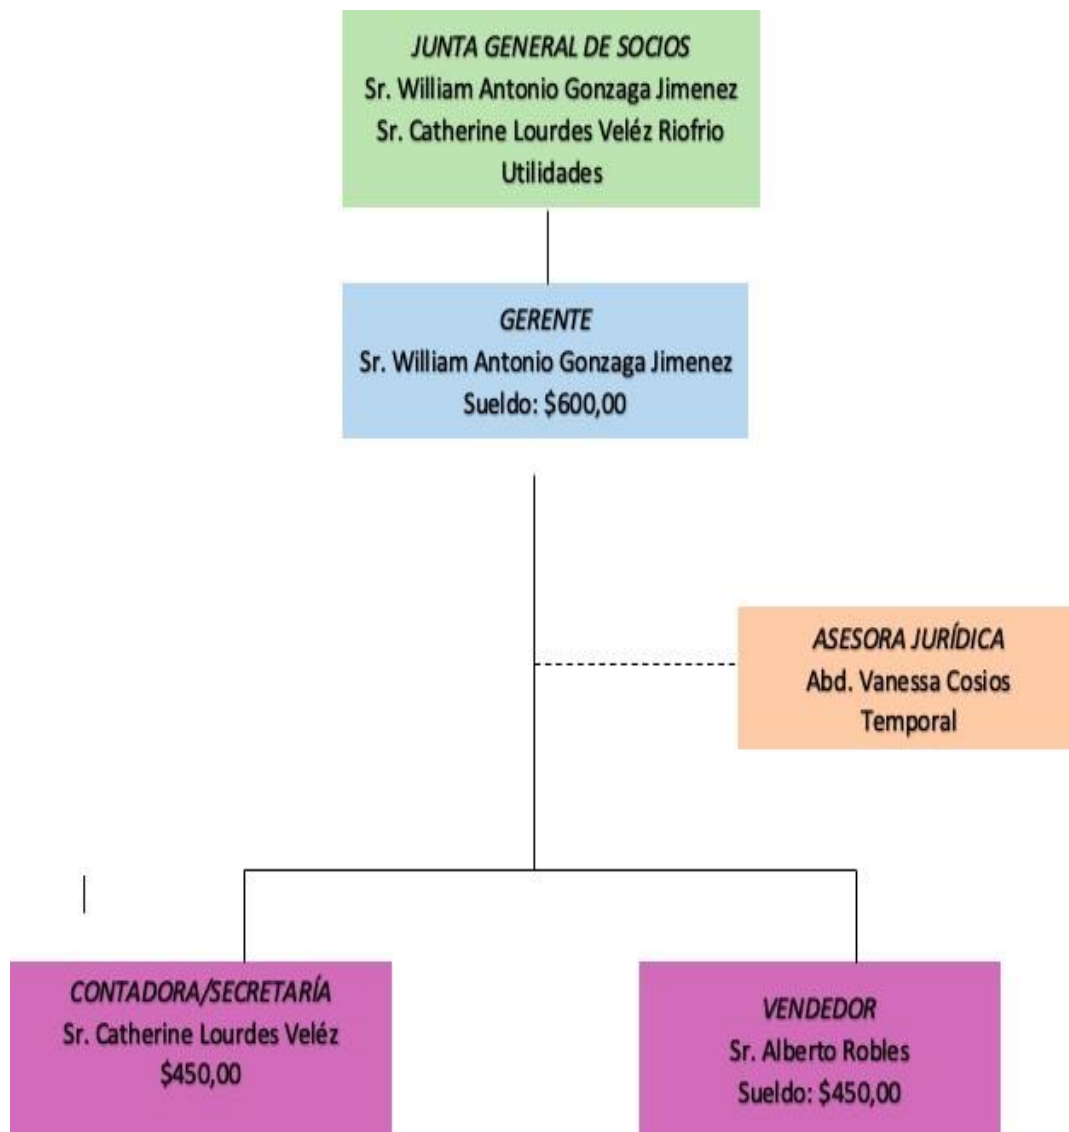 JUNTA GENERAL DE SOCIOS
Sr. William Antonio Gonzaga Jimenez
Sr. Catherine Lourdes Veléz Riofrio
Utilidades
GERENTE
Sr. William Antonio Gonzaga Jimenez
Sueldo: $600,00
ASESORA JURÍDICA
Abd. Vanessa Cosios
Temporal
CONTADORA/SECRETARÍA
Sr. Catherine Lourdes Veléz
$450,00
VENDEDOR
Sr. Alberto Robles
Sueldo: $450,00